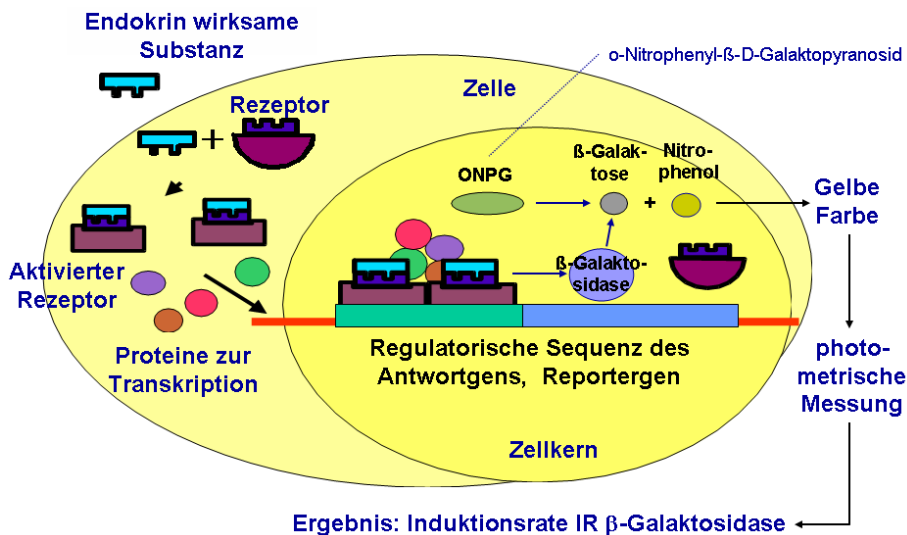 Endokrin wirksame
Substanz
o-Nitrophenyl-ß-D-Galaktopyranosid
Zelle
Rezeptor
+
ONPG
ß-Galak-
tose
+
Nitro-
phenol
Gelbe
Farbe
ß-Galakto-
sidase
Aktivierter
Rezeptor
Proteine zur
Transkription
Regulatorische Sequenz des
Antwortgens, Reportergen
photo-
metrische
Messung
Zellkern
Ergebnis: Induktionsrate IR β-Galaktosidase